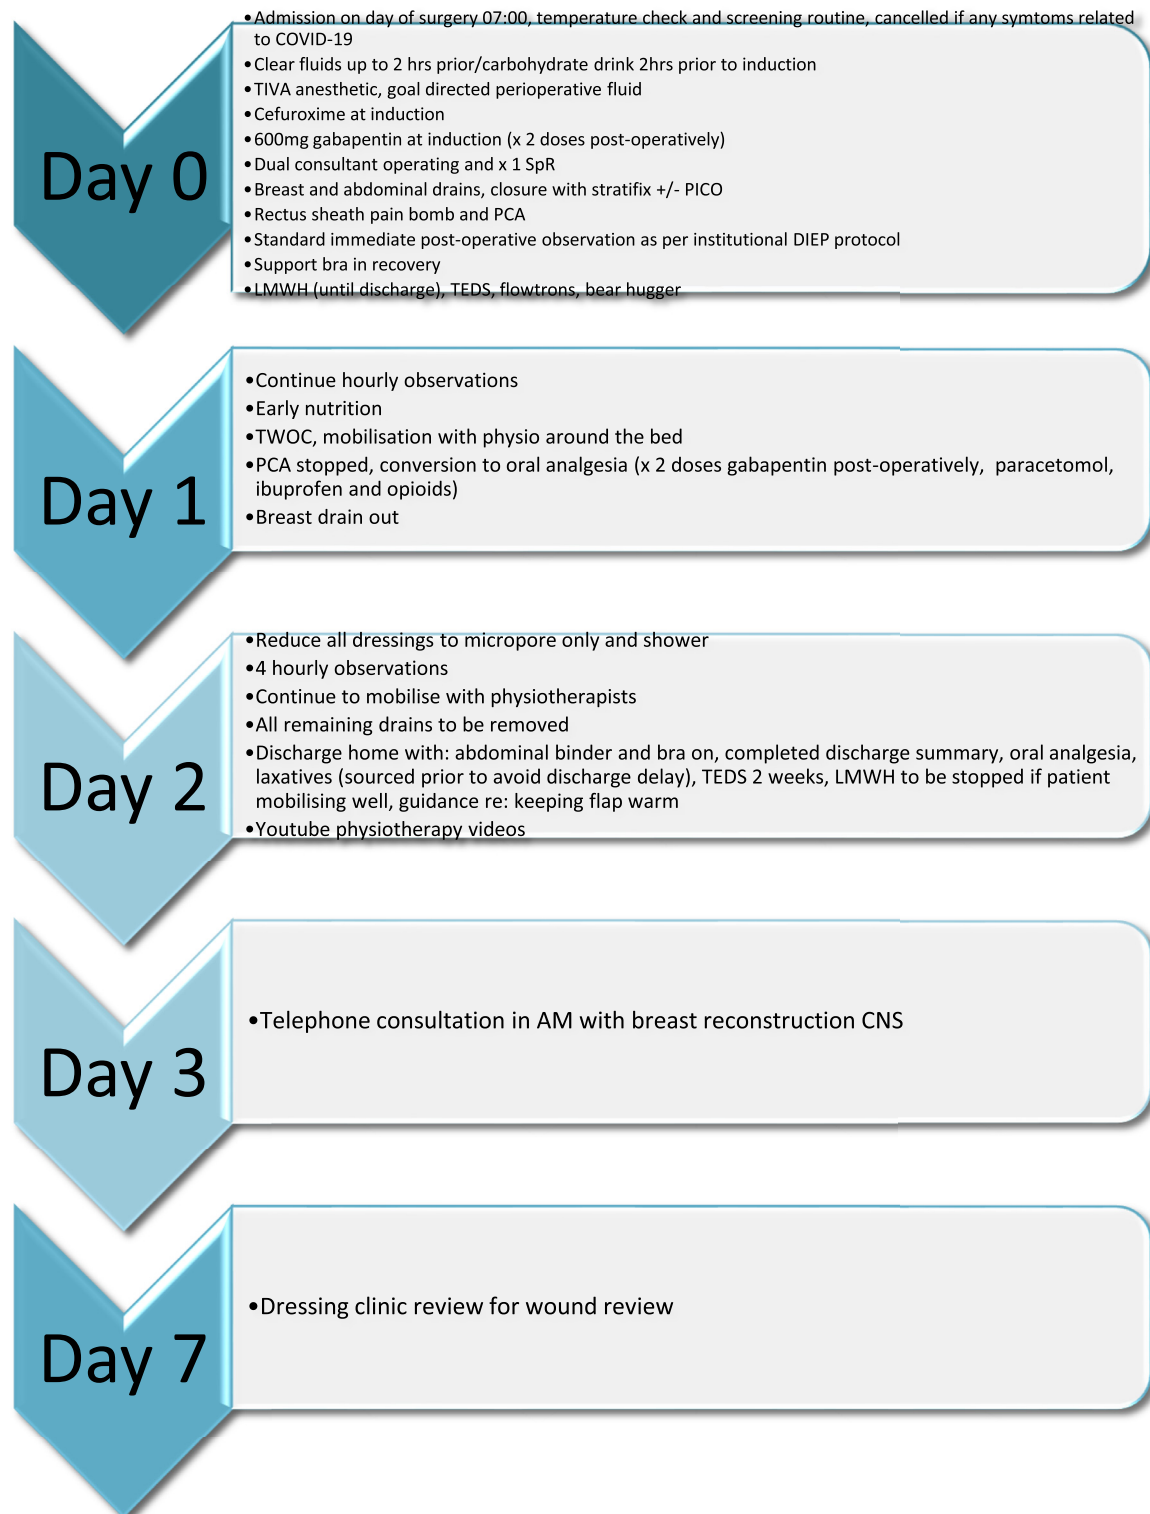 Day 0
•Admission on day of surgery 07:00, temperature check and screening routine, cancelled if any symtoms related
to COVID-19
•Clear fluids up to 2 hrs prior/carbohydrate drink 2hrs prior to induction
•TIVA anesthetic, goal directed perioperative fluid
•Cefuroxime at induction
•600mg gabapentin at induction (x 2 doses post-operatively)
•Dual consultant operating and x 1 SpR
•Breast and abdominal drains, closure with stratifix +/- PICO
•Rectus sheath pain bomb and PCA
•Standard immediate post-operative observation as per institutional DIEP protocol
•Support bra in recovery
•LMWH (until discharge), TEDS, flowtrons, bear hugger
Day 1
•Continue hourly observations
•Early nutrition
•TWOC, mobilisation with physio around the bed
•PCA stopped, conversion to oral analgesia (x 2 doses gabapentin post-operatively, paracetomol,
ibuprofen and opioids)
•Breast drain out
Day 2
•Reduce all dressings to micropore only and shower
•4 hourly observations
•Continue to mobilise with physiotherapists
•All remaining drains to be removed
•Discharge home with: abdominal binder and bra on, completed discharge summary, oral analgesia,
laxatives (sourced prior to avoid discharge delay), TEDS 2 weeks, LMWH to be stopped if patient
mobilising well, guidance re: keeping flap warm
•Youtube physiotherapy videos
Day 3
•Telephone consultation in AM with breast reconstruction CNS
Day 7
•Dressing clinic review for wound review